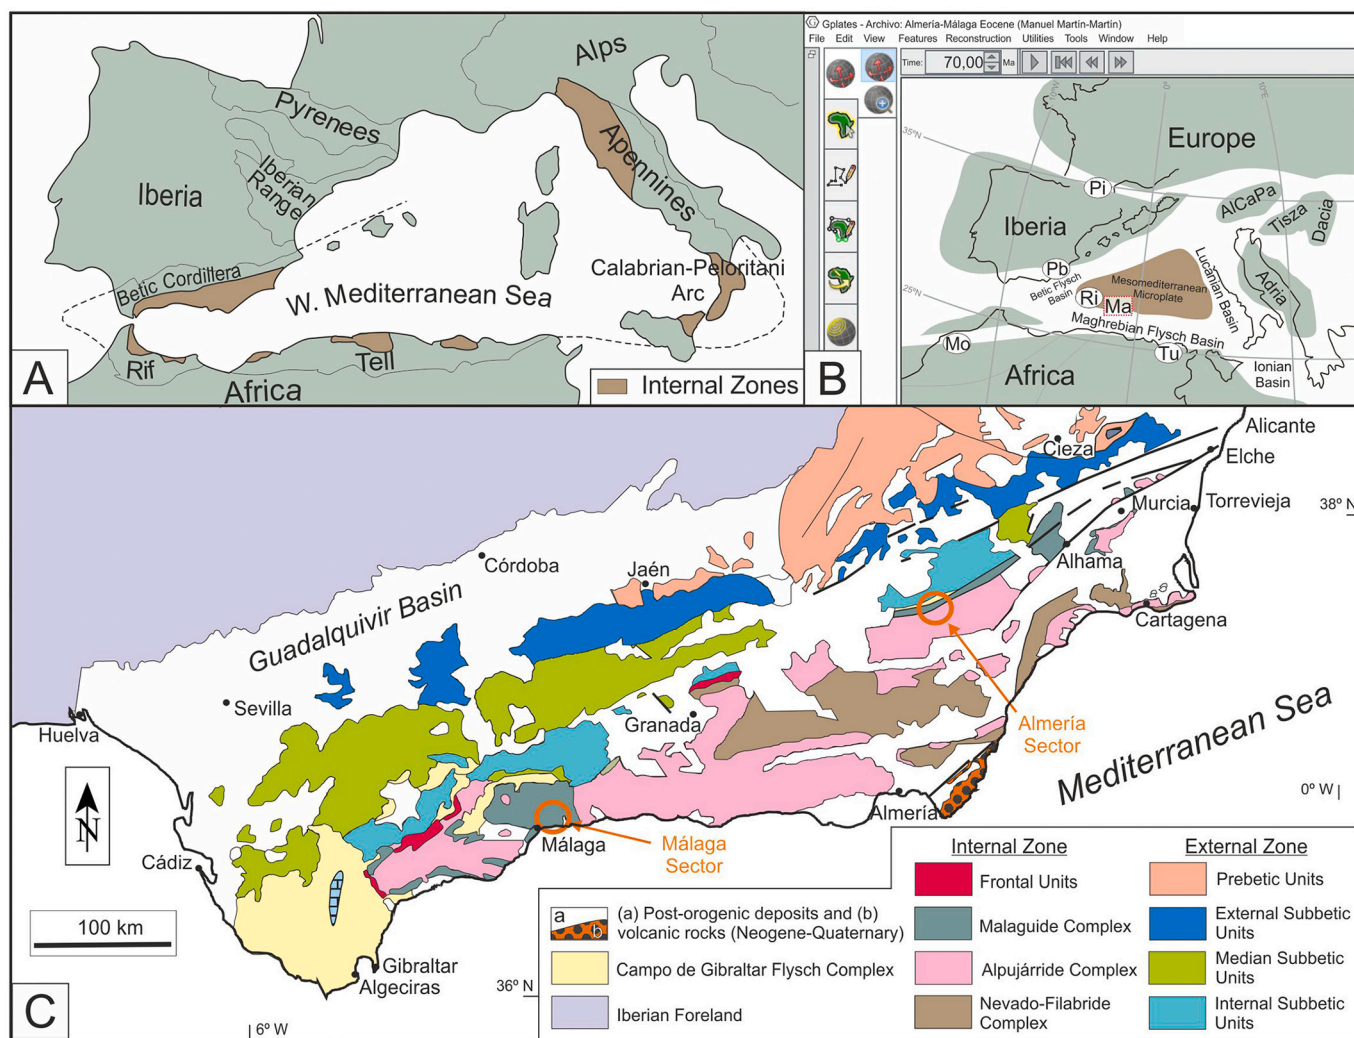 Alps
Pyrenees
Iberian
Range
Iberia
Apennines
Betic Cordillera
Calabrian-Peloritani
Arc
W. Mediterranean Sea
Rif
Tell
Africa
Internal Zones
A
Gplates - Archivo: Almería-Málaga Eocene (Manuel Martín-Martín)
File Edit View Features Reconstruction Utilities Tools Window Help
Time: 70,00 Ma
10ºW
0º
10ºE
35ºN
Europe
Pi
AlCaPa
Tisza
Dacia
Iberia
Pb
Betic Flysch
Basin
Mesomediterranean
Microplate
Lucanian Basin
Adria
25ºN
Ri
Ma
Maghrebian Flysch Basin
Mo
Tu
Ionian
Basin
Africa
B
Cieza
Alicante
Elche
Murcia
Torrevieja
38º N
Córdoba
Jaén
Alhama
Guadalquivir Basin
Cartagena
Sevilla
Granada
Huelva
Almería
Sector
Mediterranean Sea
0º W
N
Almería
Málaga
Málaga
Sector
Cádiz
100 km
Gibraltar
Algeciras
36º N
6º W
C
Internal Zone
External Zone
Frontal Units
Prebetic Units
a
b
(a) Post-orogenic deposits and (b)
volcanic rocks (Neogene-Quaternary)
Malaguide Complex
External Subbetic
Units
Campo de Gibraltar Flysch Complex
Alpujárride Complex
Median Subbetic
Units
Iberian Foreland
Nevado-Filabride
Complex
Internal Subbetic
Units